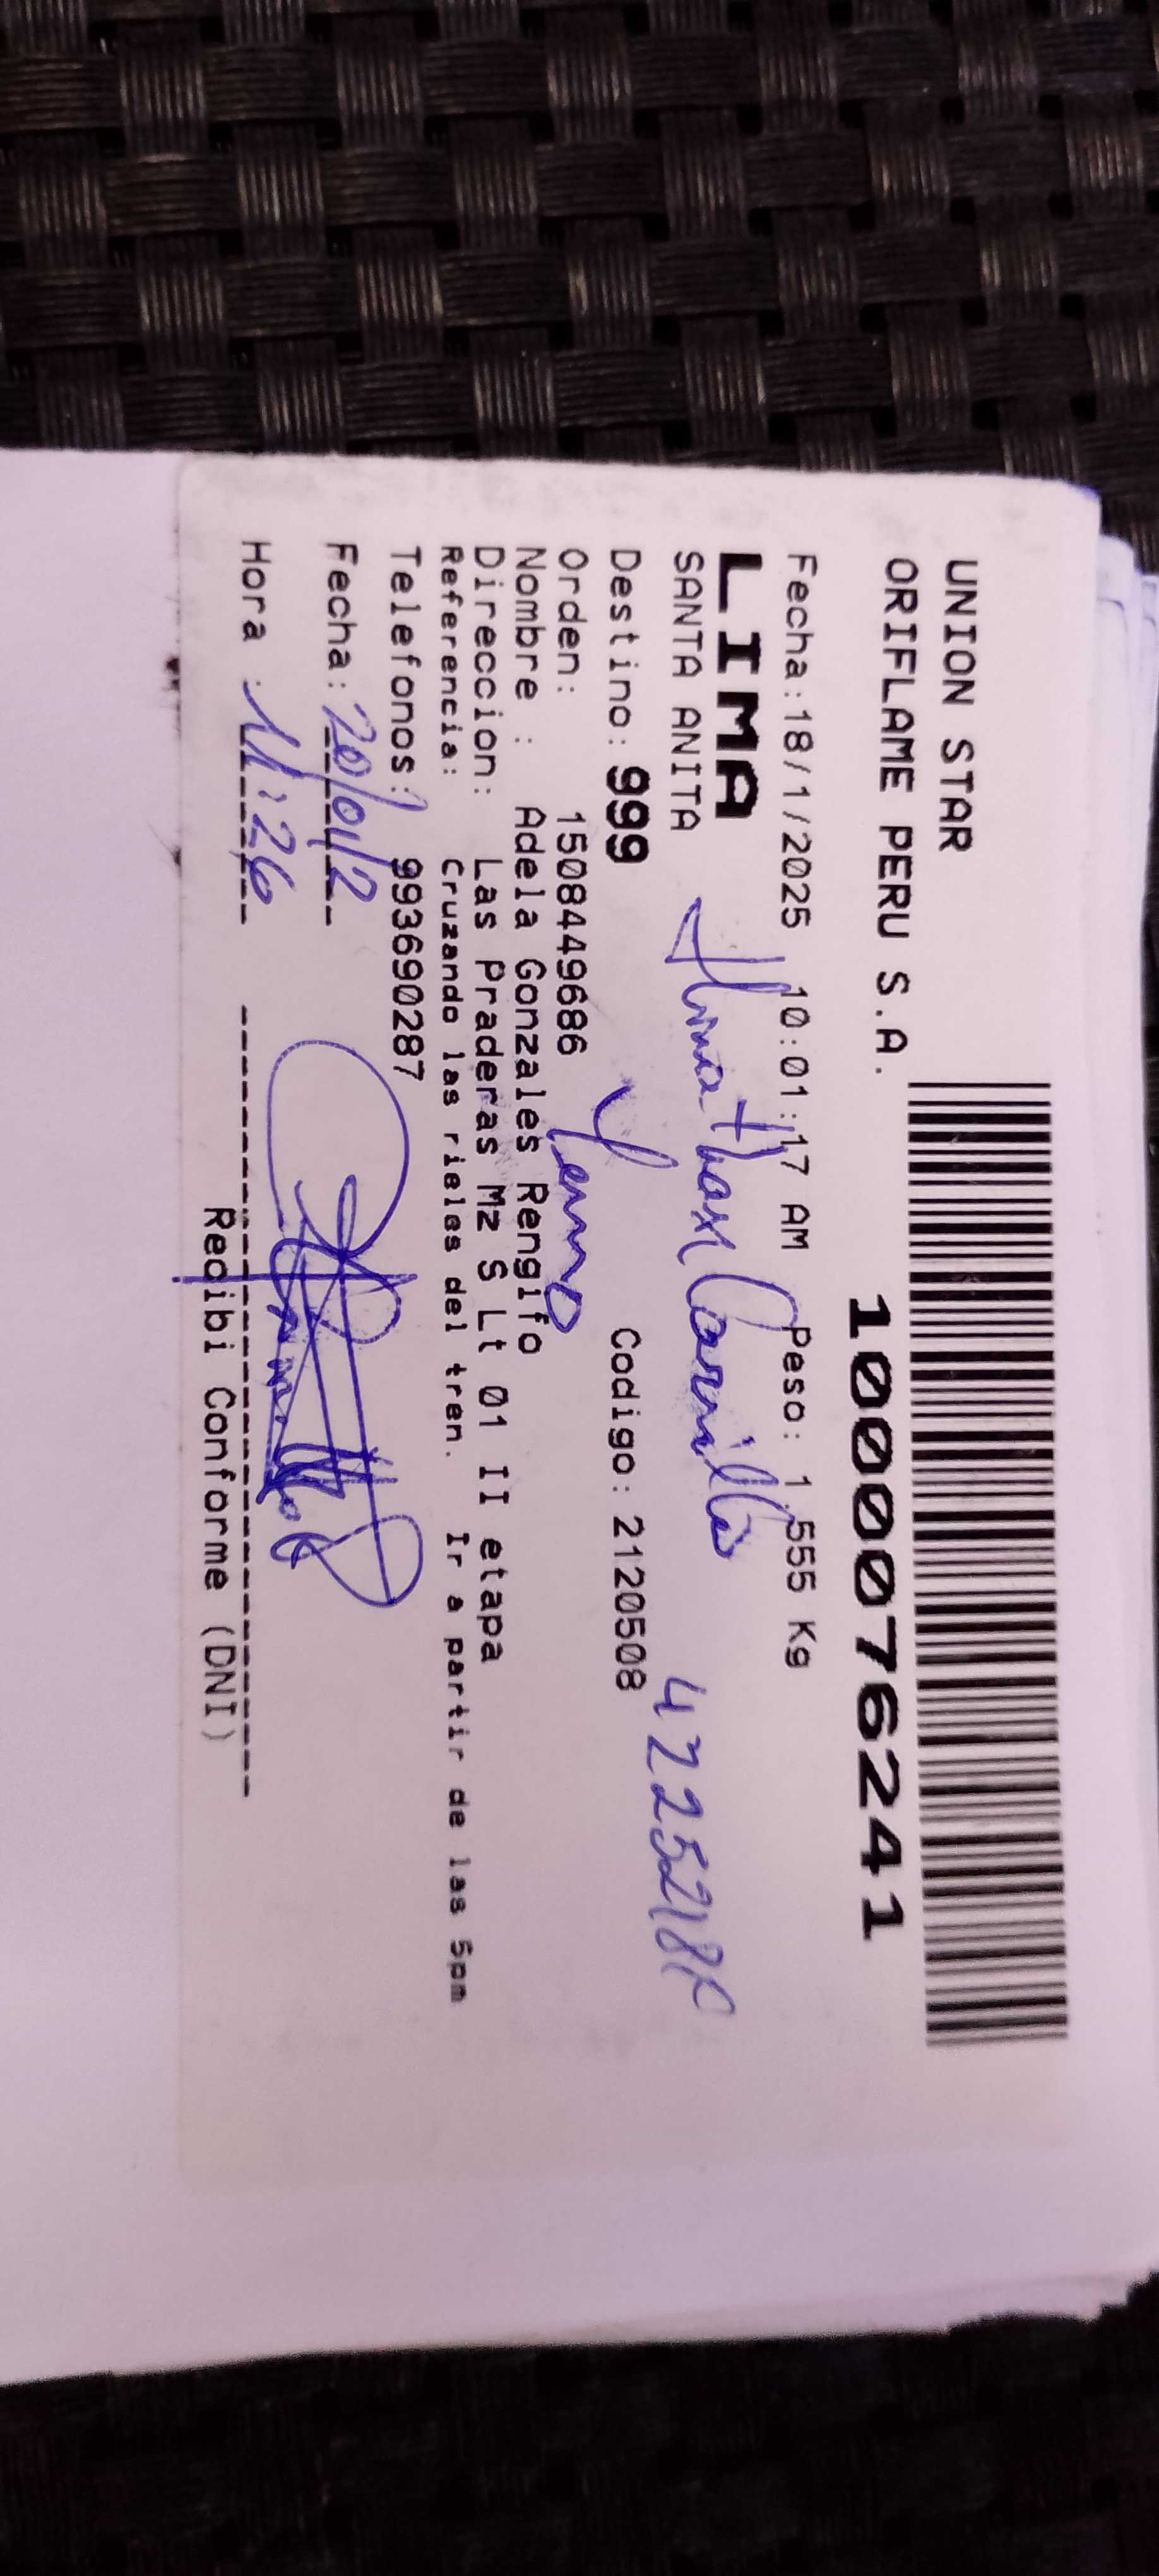 UNION STAR
ORIFLAME PERU S.A.
1000076241
Fecha:18/1/2025 10:01:17 AM Peso: 1.555 Kg
LIMA
SANTA ANITA
Destino: 999 Codigo: 2120508
Orden: 1508449686
Yerno
Nombre : Adela Gonzales Rengifo
Direccion: Las Praderas Mz S Lt 01 II etapa
Referencia: Cruzando las rieles del tren. Ir a partir de las 5pm
Telefonos: 993690287
Fecha: 20/01/2
Hora : 11:26
Recibi Conforme (DNI)